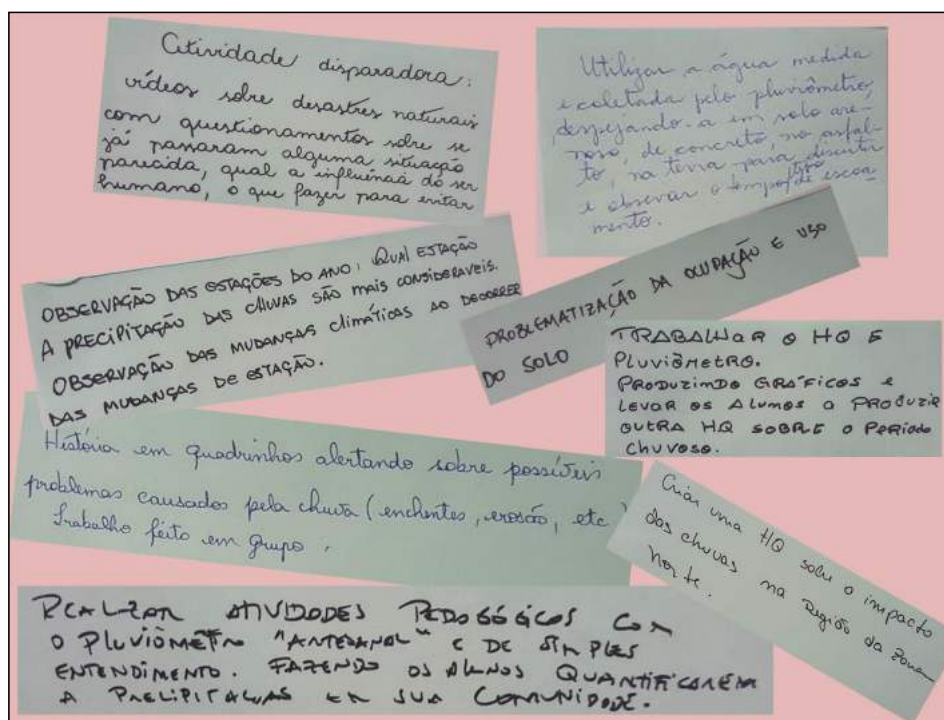 Atividade disparadora:
vídeos sobre desastres naturais
com questionamentos sobre se
já passaram alguma situação
parecida, qual a influência do ser
humano, o que fazer para evitar
Utilizar a água medida
e coletada pelo pluviômetro,
despejando-a em solo are-
noso, de concreto, no asfal-
to, na terra para discutir
e observar o tempo de escoa-
mento.
OBSERVAÇÃO DAS ESTAÇÕES DO ANO: QUAL ESTAÇÃO
A PRECIPITAÇÃO DAS CHUVAS SÃO MAIS CONSIDERAVEIS.
OBSERVAÇÃO DAS MUDANÇAS CLIMÁTICAS AO DECORRER
DAS MUDANÇAS DE ESTAÇÃO.
PROBLEMATIZAÇÃO DA OCUPAÇÃO E USO
DO SOLO
TRABALHAR O HQ E
PLUVIÔMETRO.
PRODUZINDO GRÁFICOS E
LEVAR OS ALUNOS A PRODUZIR
OUTRA HQ SOBRE O PERÍODO
CHUVOSO.
História em quadrinhos alertando sobre possíveis
problemas causados pela chuva (enchentes, erosão, etc
Trabalho feito em grupo.
Criar uma HQ sobre o impacto
das chuvas na Região da Zona
Norte.
REALIZAR ATIVIDADES PEDAGÓGICAS COM
O PLUVIÔMETRO "ARTESANAL" E DE SIMPLES
ENTENDIMENTO. FAZENDO OS ALUNOS QUANTIFICAREM
A PRECIPITAÇÃO EM SUA COMUNIDADE.